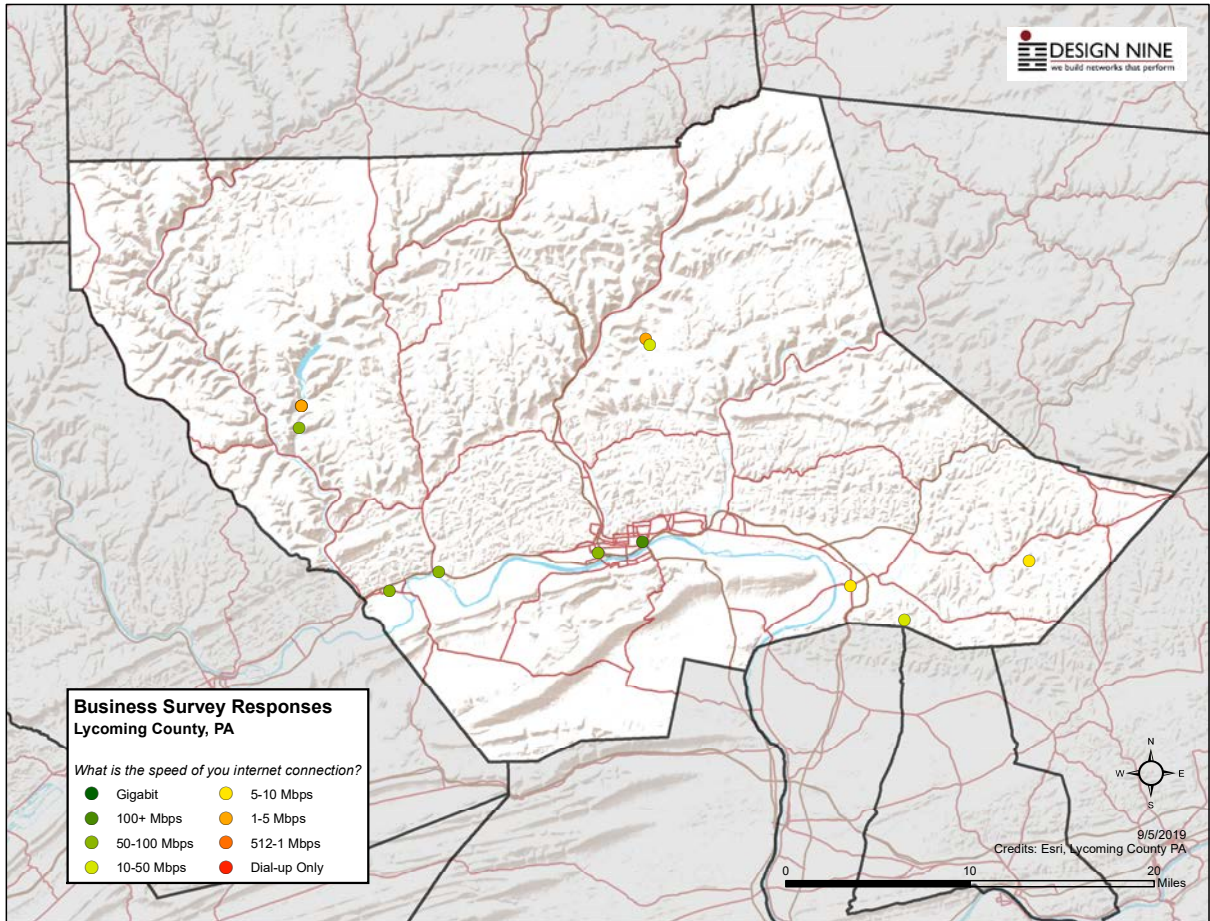 DESIGN NINE
we build networks that perform
Business Survey Responses
Lycoming County, PA
What is the speed of you internet connection?
Gigabit
100+ Mbps
50-100 Mbps
10-50 Mbps
5-10 Mbps
1-5 Mbps
512-1 Mbps
Dial-up Only
N
W E
S
9/5/2019
Credits: Esri, Lycoming County PA
0 10 20
Miles